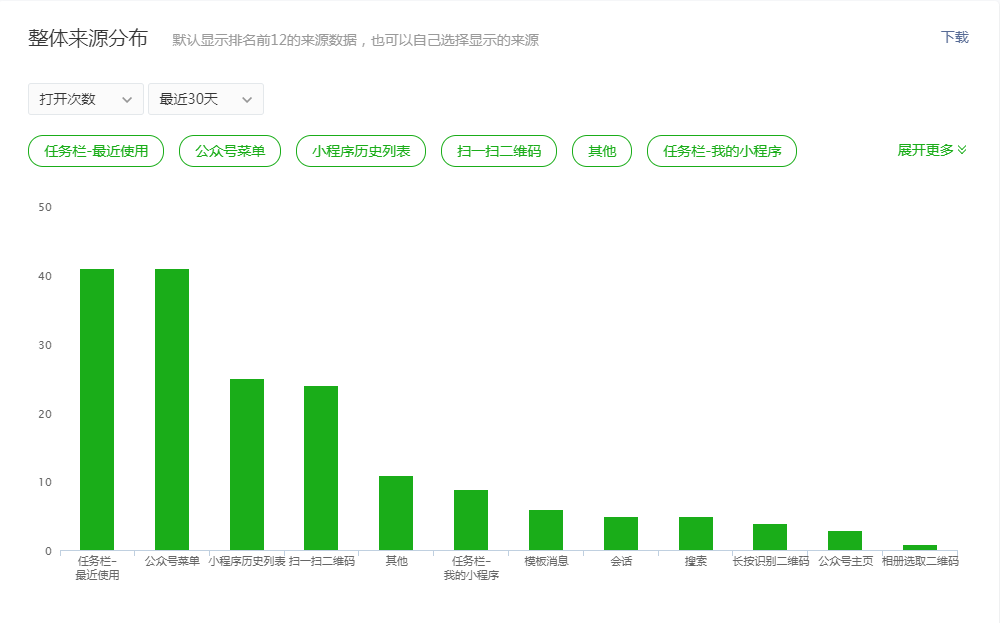 整体来源分布 默认显示排名前12的来源数据，也可以自己选择显示的来源 下载
打开次数 最近30天
任务栏-最近使用 公众号菜单 小程序历史列表 扫一扫二维码 其他 任务栏-我的小程序 展开更多
50
40
30
20
10
0
任务栏-
最近使用
公众号菜单
小程序历史列表
扫一扫二维码
其他
任务栏-
我的小程序
模板消息
会话
搜索
长按识别二维码
公众号主页
相册选取二维码